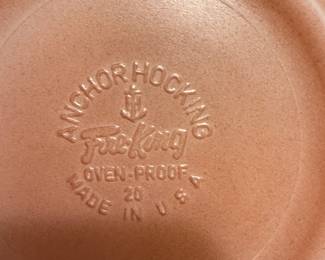 ANCHOR HOCKING
Fire-King
OVEN-PROOF
20
MADE IN U.S.A.